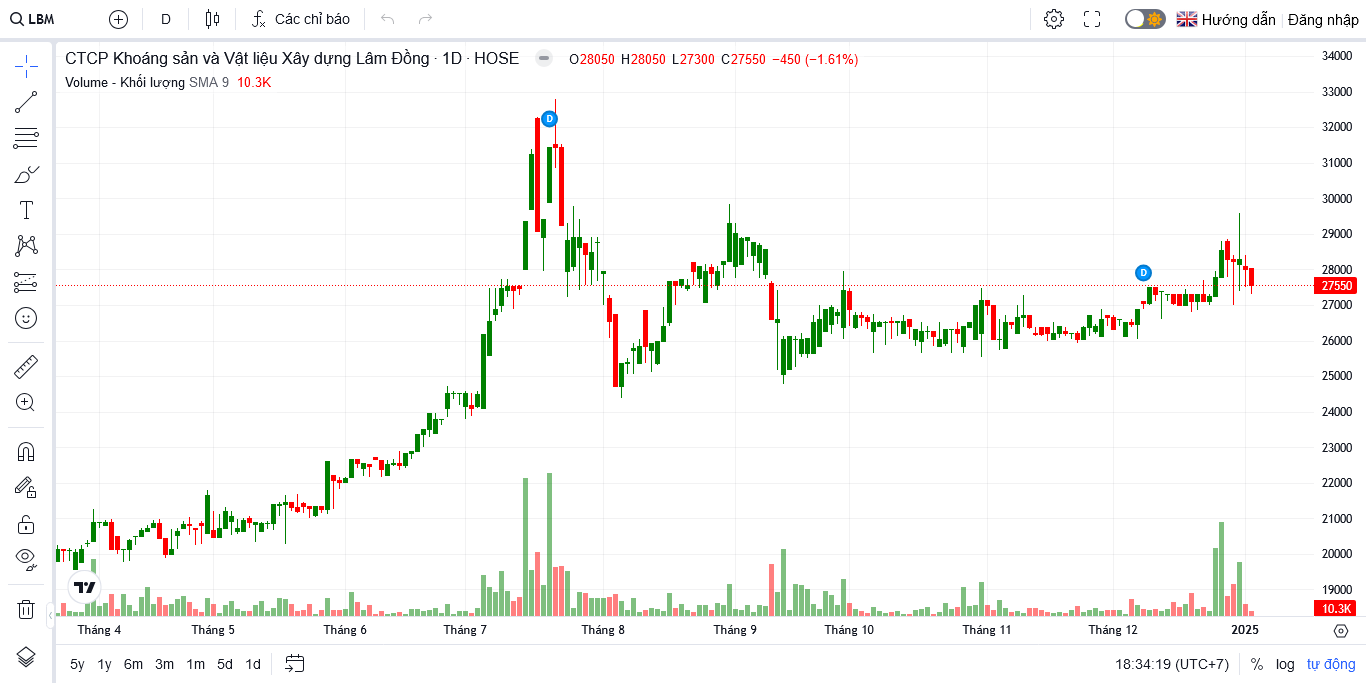 LBM D Các chỉ báo Hướng dẫn Đăng nhập
CTCP Khoáng sản và Vật liệu Xây dựng Lâm Đồng · 1D · HOSE O28050 H28050 L27300 C27550 −450 (−1.61%)
Volume - Khối lượng SMA 9 10.3K
34000
33000
D
32000
31000
30000
29000
D
28000
27550
27000
26000
25000
24000
23000
22000
21000
20000
19000
10.3K
Tháng 4 Tháng 5 Tháng 6 Tháng 7 Tháng 8 Tháng 9 Tháng 10 Tháng 11 Tháng 12 2025
5y 1y 6m 3m 1m 5d 1d 18:34:19 (UTC+7) % log tự động